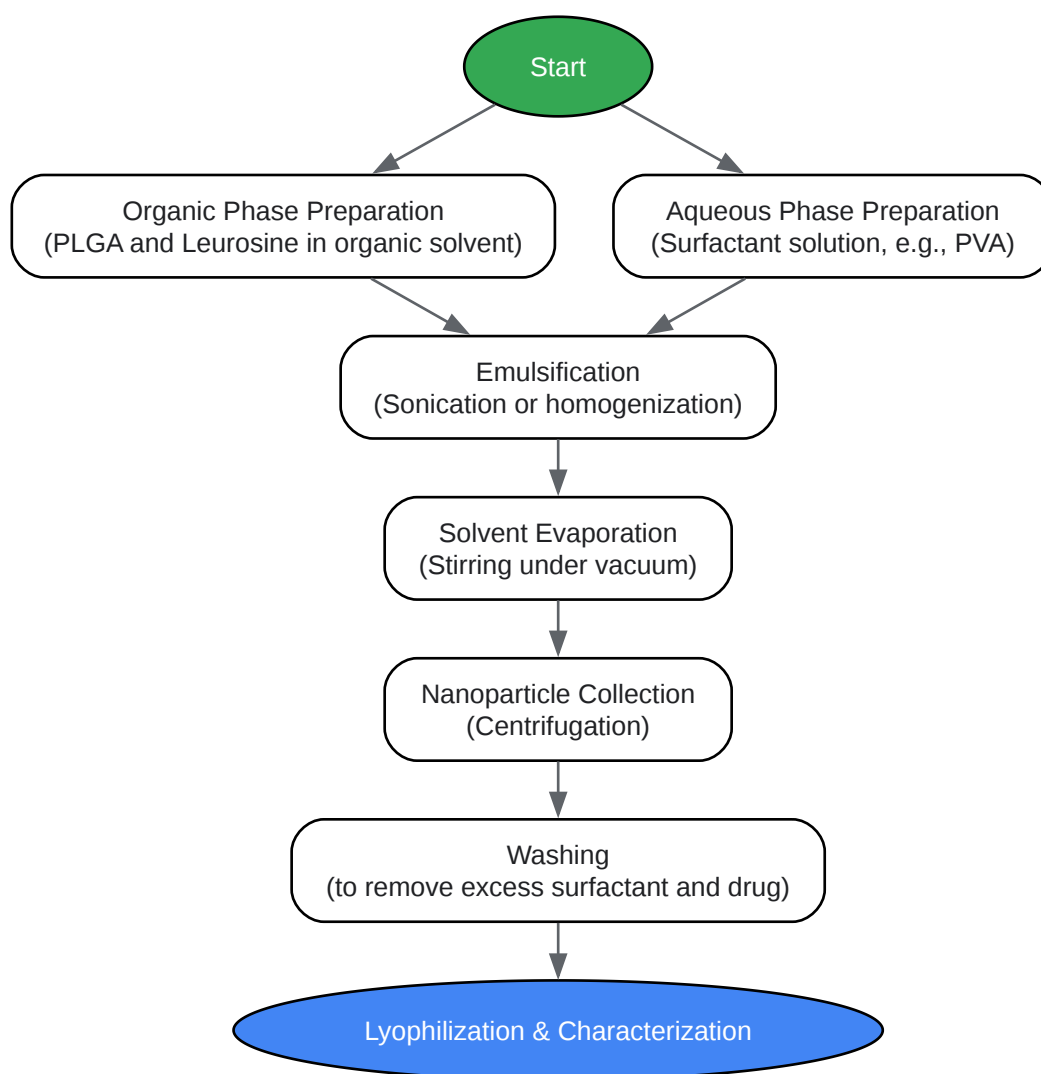 Start
Organic Phase Preparation
(PLGA and Leurosine in organic solvent)
Aqueous Phase Preparation
(Surfactant solution, e.g., PVA)
Emulsification
(Sonication or homogenization)
Solvent Evaporation
(Stirring under vacuum)
Nanoparticle Collection
(Centrifugation)
Washing
(to remove excess surfactant and drug)
Lyophilization & Characterization